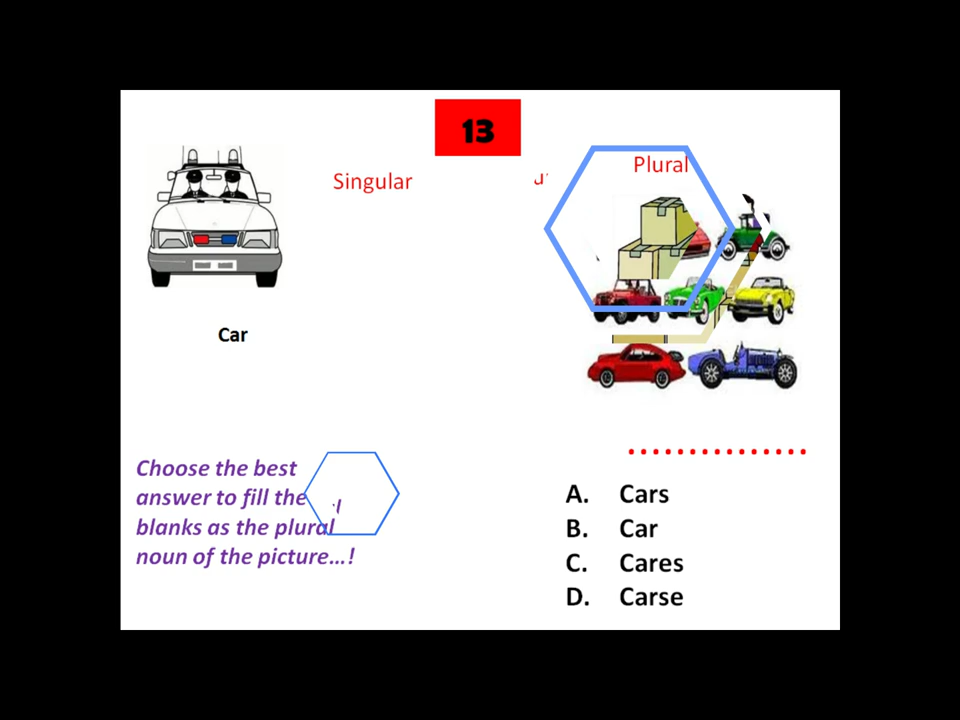 13
Singular
Plural
Car
Choose the best
answer to fill the
blanks as the plural
noun of the picture...!
...............
A. Cars
B. Car
C. Cares
D. Carse